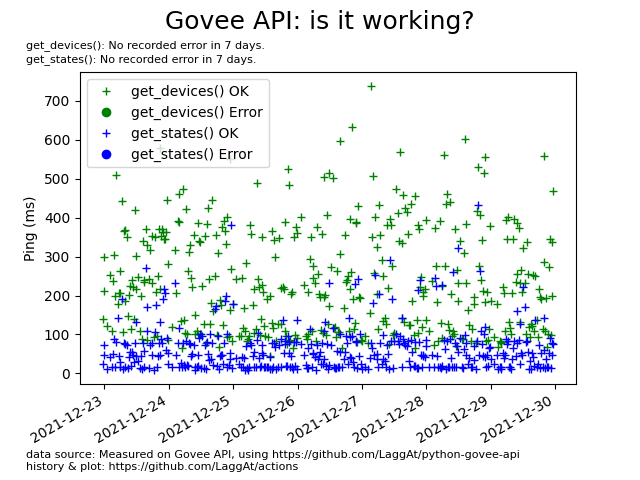 Govee API: is it working?
get_devices(): No recorded error in 7 days.
get_states(): No recorded error in 7 days.
get_devices() OK
get_devices() Error
get_states() OK
get_states() Error
Ping (ms)
700
600
500
400
300
200
100
0
2021-12-23
2021-12-24
2021-12-25
2021-12-26
2021-12-27
2021-12-28
2021-12-29
2021-12-30
data source: Measured on Govee API, using https://github.com/LaggAt/python-govee-api
history & plot: https://github.com/LaggAt/actions